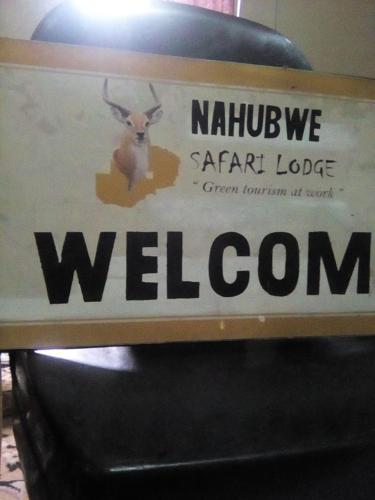 NAHUBWE
SAFARI LODGE
"Green tourism at work"
WELCOM